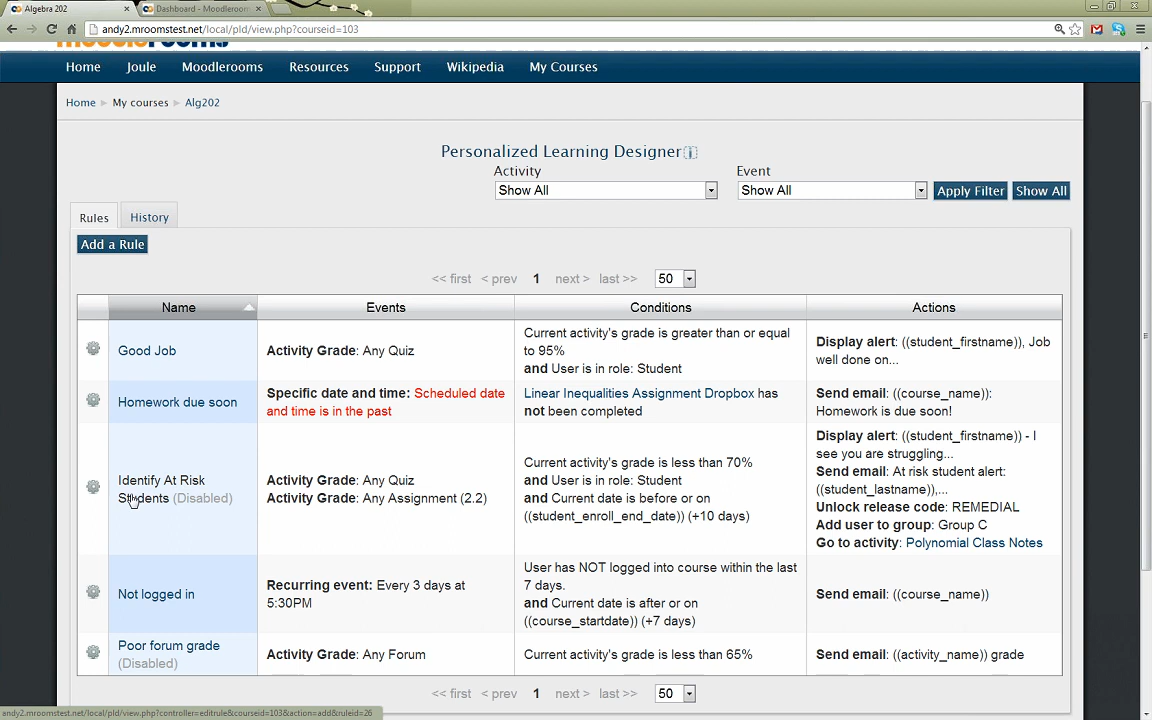 Algebra 202
Dashboard - Moodleroom
andy2.mroomstest.net/local/pld/view.php?courseid=103
Home Joule Moodlerooms Resources Support Wikipedia My Courses
Home My courses Alg202
Personalized Learning Designer
Activity Event
Show All Show All Apply Filter Show All
Rules History
Add a Rule
<< first < prev 1 next > last >> 50
Name Events Conditions Actions
Good Job
Activity Grade: Any Quiz
Current activity's grade is greater than or equal
to 95%
and User is in role: Student
Display alert: ((student_firstname)), Job
well done on...
Homework due soon
Specific date and time: Scheduled date
and time is in the past
Linear Inequalities Assignment Dropbox has
not been completed
Send email: ((course_name)):
Homework is due soon!
Identify At Risk
Students (Disabled)
Activity Grade: Any Quiz
Activity Grade: Any Assignment (2.2)
Current activity's grade is less than 70%
and User is in role: Student
and Current date is before or on
((student_enroll_end_date)) (+10 days)
Display alert: ((student_firstname)) - I
see you are struggling...
Send email: At risk student alert:
((student_lastname)),...
Unlock release code: REMEDIAL
Add user to group: Group C
Go to activity: Polynomial Class Notes
Not logged in
Recurring event: Every 3 days at
5:30PM
User has NOT logged into course within the last
7 days.
and Current date is after or on
((course_startdate)) (+7 days)
Send email: ((course_name))
Poor forum grade
(Disabled)
Activity Grade: Any Forum
Current activity's grade is less than 65%
Send email: ((activity_name)) grade
<< first < prev 1 next > last >> 50
andy2.mroomstest.net/local/pld/view.php?controller=editrule&courseid=103&action=add&ruleid=26